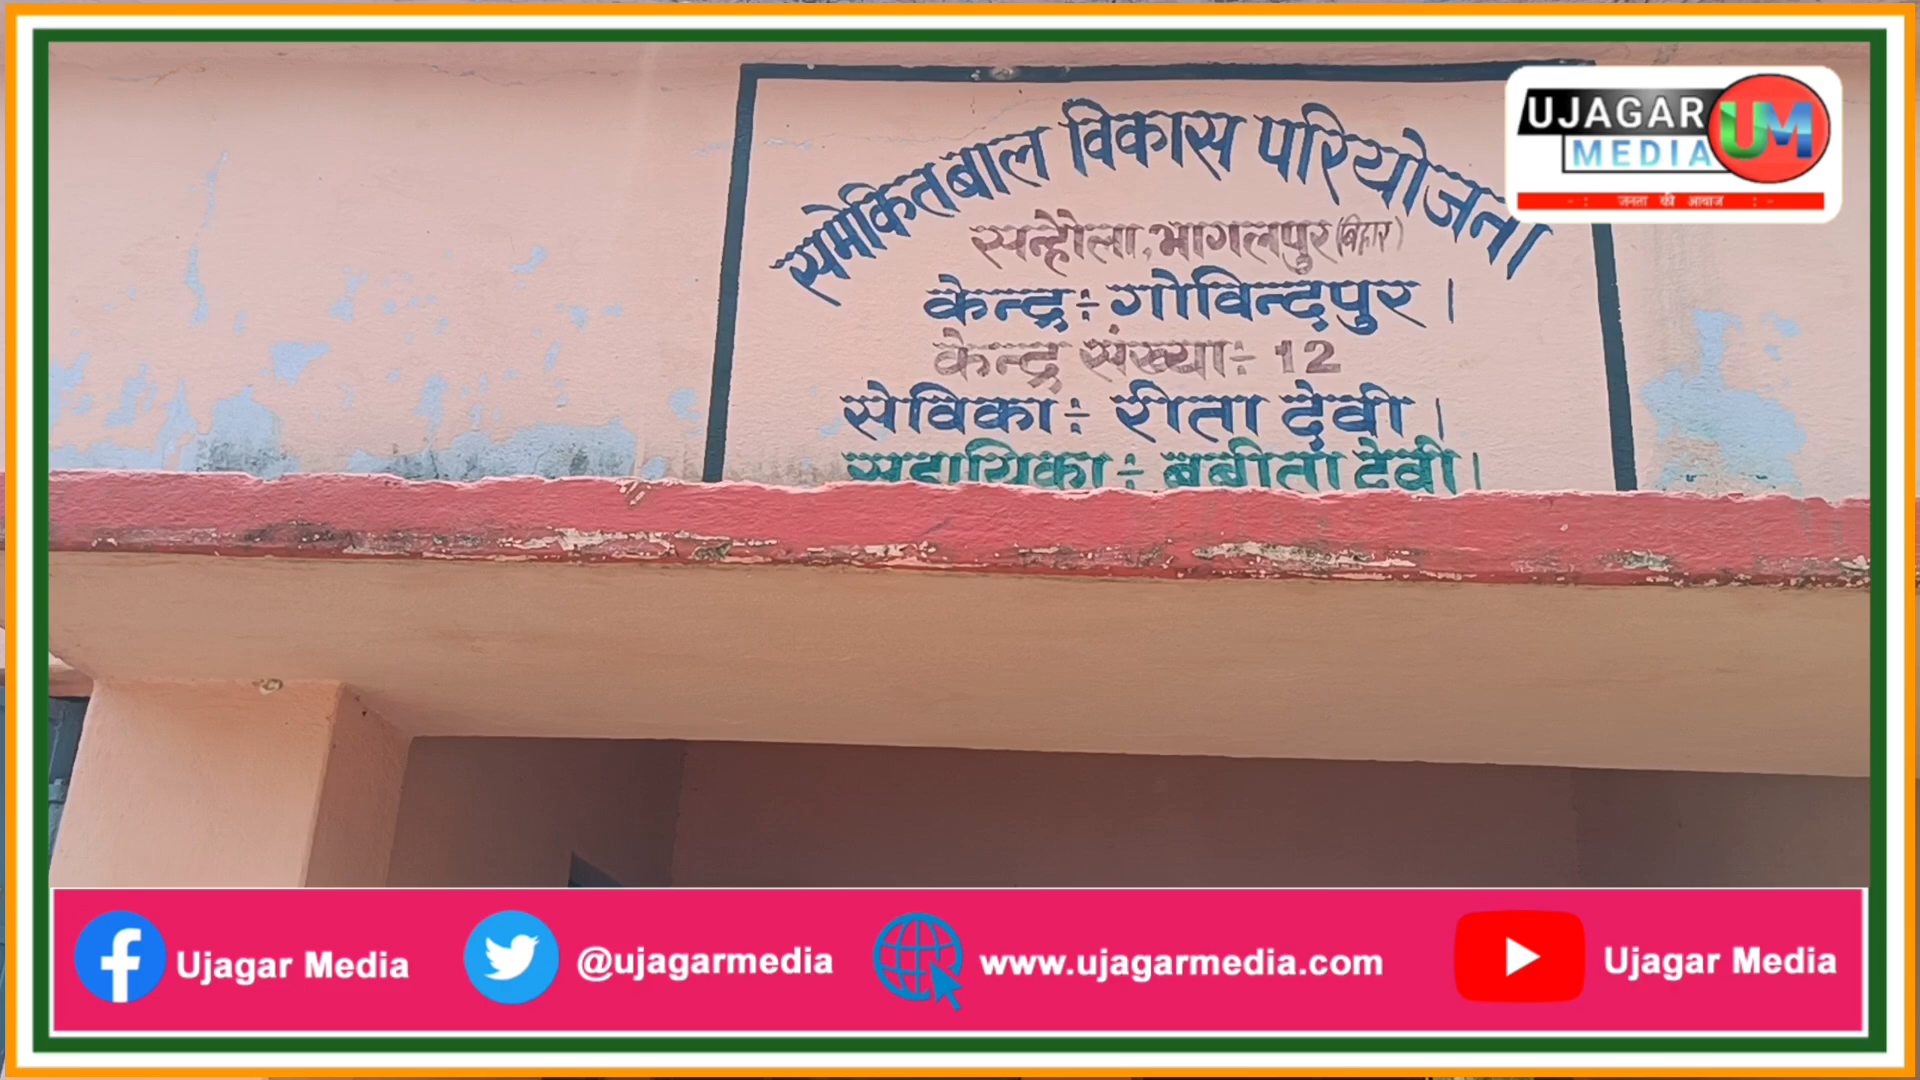 समेकित बाल विकास परियोजना
सन्हौला, भागलपुर (बिहार)
केन्द्र÷ गोविन्दपुर।
केन्द्र संख्या÷ 12
सेविका÷ रीता देवी।
सहायिका÷ बबीता देवी।
UJAGAR
MEDIA
UM
-: जनता की आवाज :-
Ujagar Media
@ujagarmedia
www.ujagarmedia.com
Ujagar Media